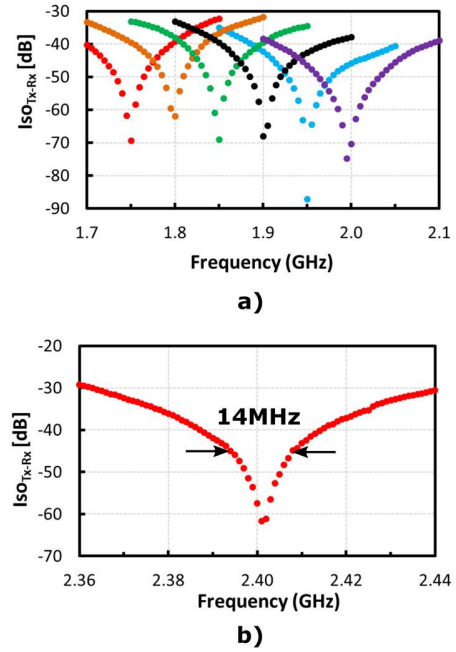 -30
-40
-50
-60
-70
-80
-90
Iso_Tx-Rx [dB]
1.7 1.8 1.9 2.0 2.1
Frequency (GHz)
a)
-20
-30
-40
-50
-60
-70
Iso_Tx-Rx [dB]
14MHz
2.36 2.38 2.40 2.42 2.44
Frequency (GHz)
b)